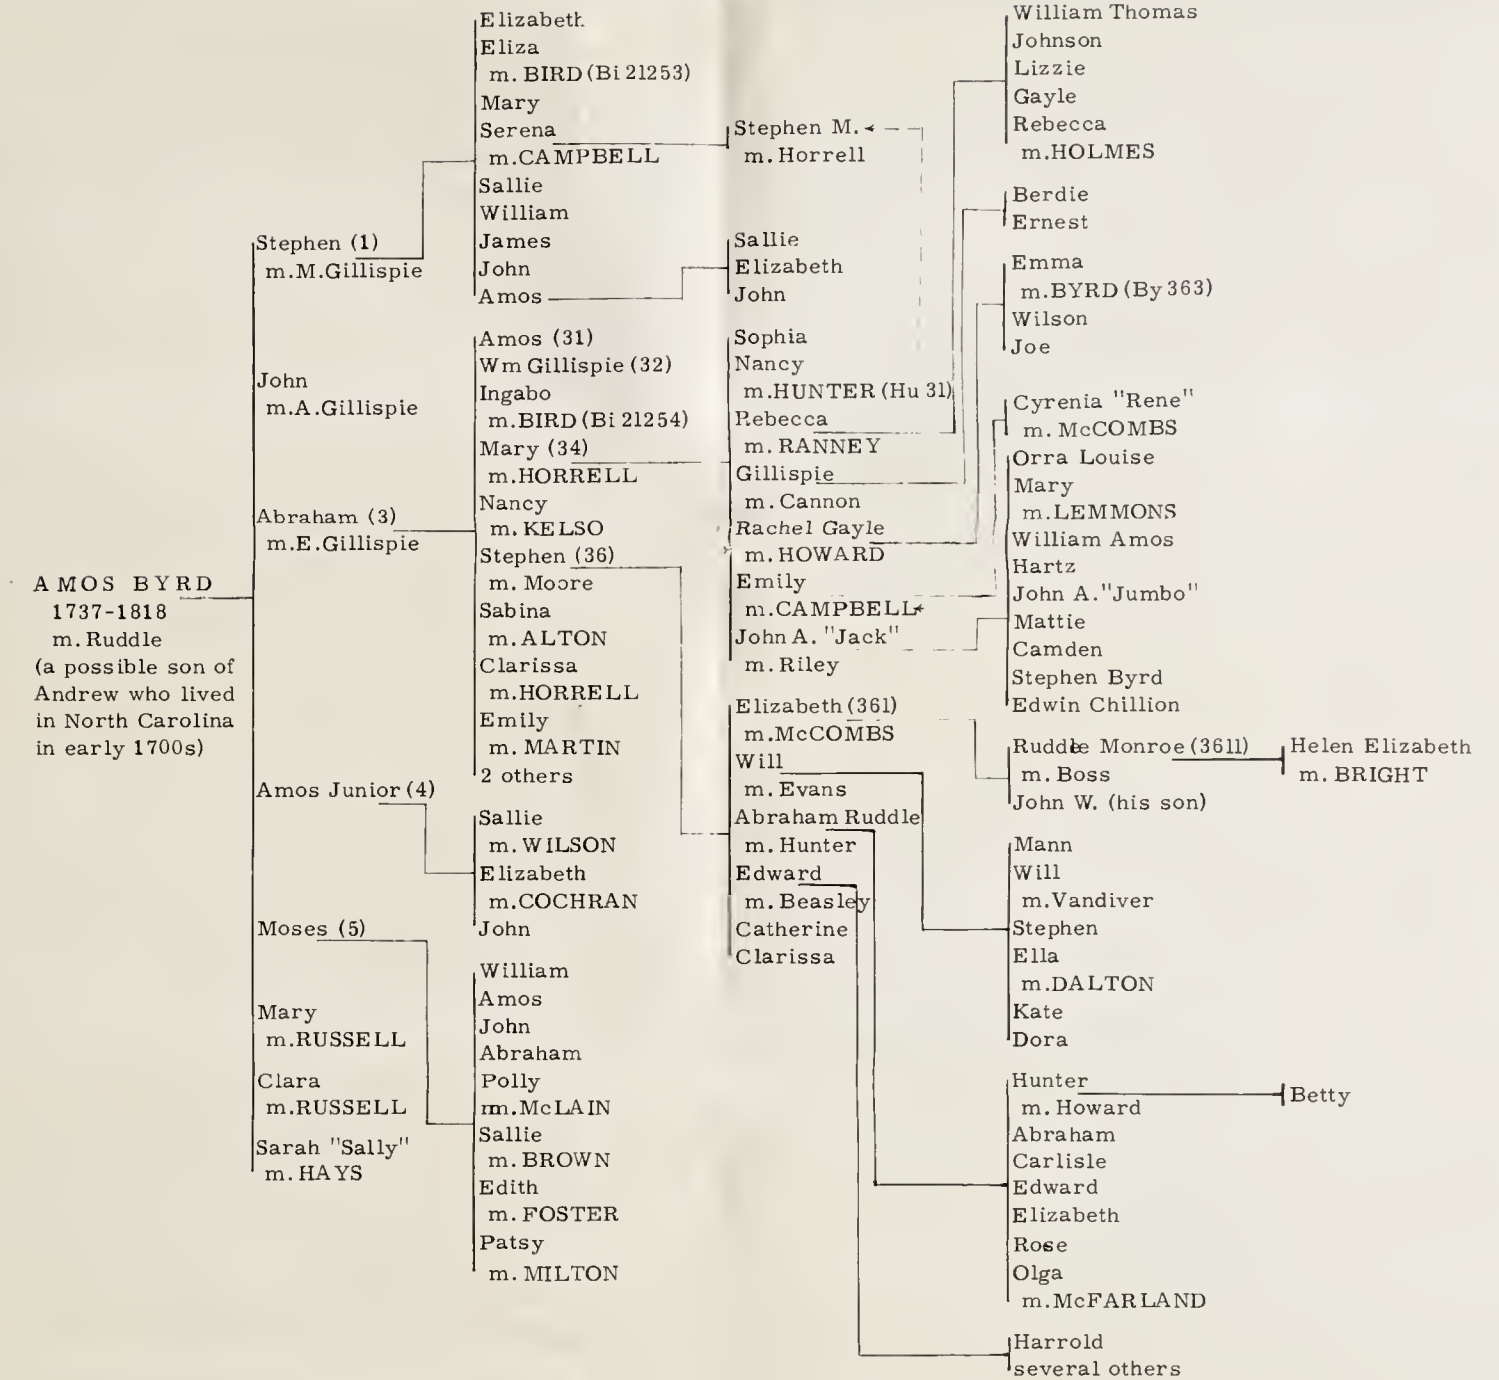 AMOS BYRD
1737-1818
m. Ruddle
(a possible son of
Andrew who lived
in North Carolina
in early 1700s)
Stephen (1)
m.M.Gillispie
John
m.A.Gillispie
Abraham (3)
m.E.Gillispie
Amos Junior (4)
Moses (5)
Mary
m.RUSSELL
Clara
m.RUSSELL
Sarah "Sally"
m. HAYS
Elizabeth
Eliza
m. BIRD (Bi 21253)
Mary
Serena
m.CAMPBELL
Sallie
William
James
John
Amos
Amos (31)
Wm Gillispie (32)
Ingabo
m.BIRD (Bi 21254)
Mary (34)
m.HORRELL
Nancy
m. KELSO
Stephen (36)
m. Moore
Sabina
m. ALTON
Clarissa
m.HORRELL
Emily
m. MARTIN
2 others
Sallie
m. WILSON
Elizabeth
m.COCHRAN
John
William
Amos
John
Abraham
Polly
m.McLAIN
Sallie
m. BROWN
Edith
m. FOSTER
Patsy
m. MILTON
Stephen M.
m. Horrell
Sallie
Elizabeth
John
Sophia
Nancy
m.HUNTER (Hu 31)
Rebecca
m. RANNEY
Gillispie
m. Cannon
Rachel Gayle
m. HOWARD
Emily
m.CAMPBELL
John A. "Jack"
m. Riley
Elizabeth (361)
m.McCOMBS
Will
m. Evans
Abraham Ruddle
m. Hunter
Edward
m. Beasley
Catherine
Clarissa
William Thomas
Johnson
Lizzie
Gayle
Rebecca
m.HOLMES
Berdie
Ernest
Emma
m.BYRD (By 363)
Wilson
Joe
Cyrenia "Rene"
m. McCOMBS
Orra Louise
Mary
m.LEMMONS
William Amos
Hartz
John A."Jumbo"
Mattie
Camden
Stephen Byrd
Edwin Chillion
Ruddle Monroe (3611)
m. Boss
John W. (his son)
Mann
Will
m.Vandiver
Stephen
Ella
m.DALTON
Kate
Dora
Hunter
m. Howard
Abraham
Carlisle
Edward
Elizabeth
Rose
Olga
m.McFARLAND
Harrold
several others
Helen Elizabeth
m. BRIGHT
Betty